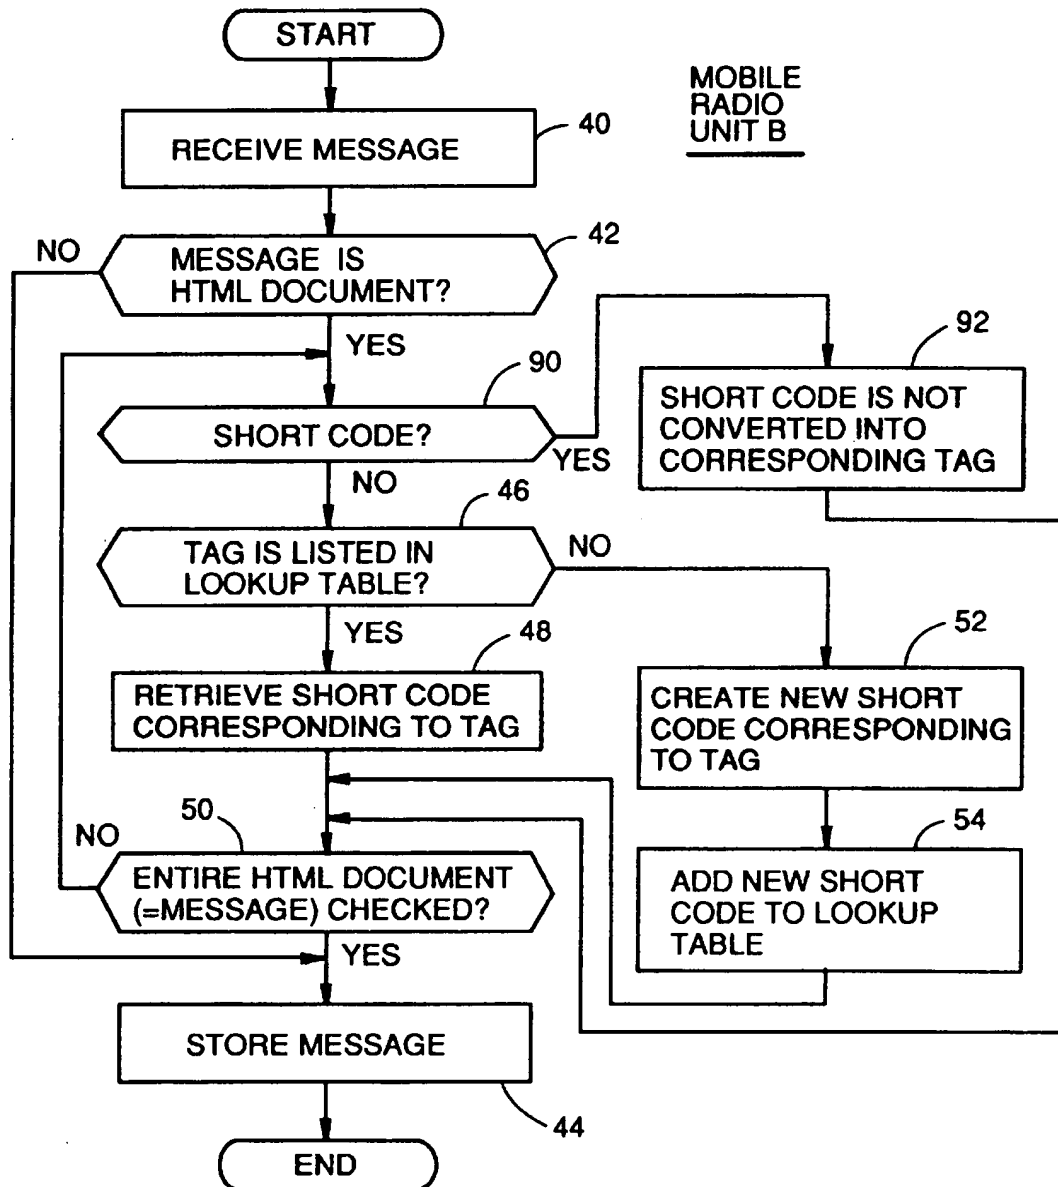 START
MOBILE
RADIO
UNIT B
40
RECEIVE MESSAGE
42
NO
MESSAGE IS
HTML DOCUMENT?
YES
90
92
SHORT CODE IS NOT
CONVERTED INTO
CORRESPONDING TAG
SHORT CODE?
YES
NO
46
TAG IS LISTED IN
LOOKUP TABLE?
NO
YES
48
52
RETRIEVE SHORT CODE
CORRESPONDING TO TAG
CREATE NEW SHORT
CODE CORRESPONDING
TO TAG
50
NO
54
ENTIRE HTML DOCUMENT
(=MESSAGE) CHECKED?
ADD NEW SHORT
CODE TO LOOKUP
TABLE
YES
STORE MESSAGE
44
END